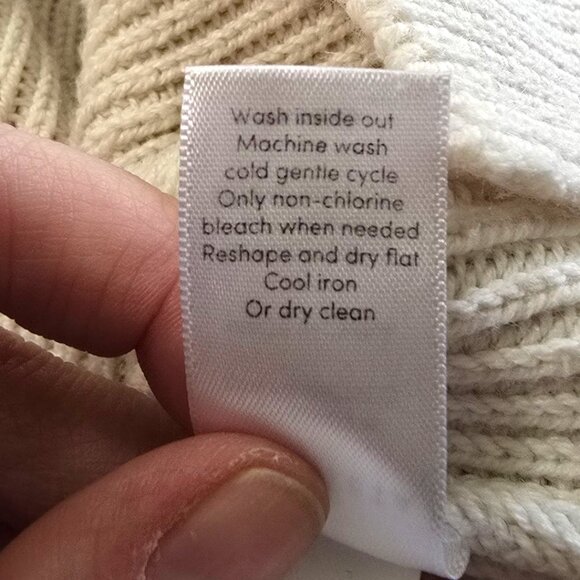 Wash inside out
Machine wash
cold gentle cycle
Only non-chlorine
bleach when needed
Reshape and dry flat
Cool iron
Or dry clean